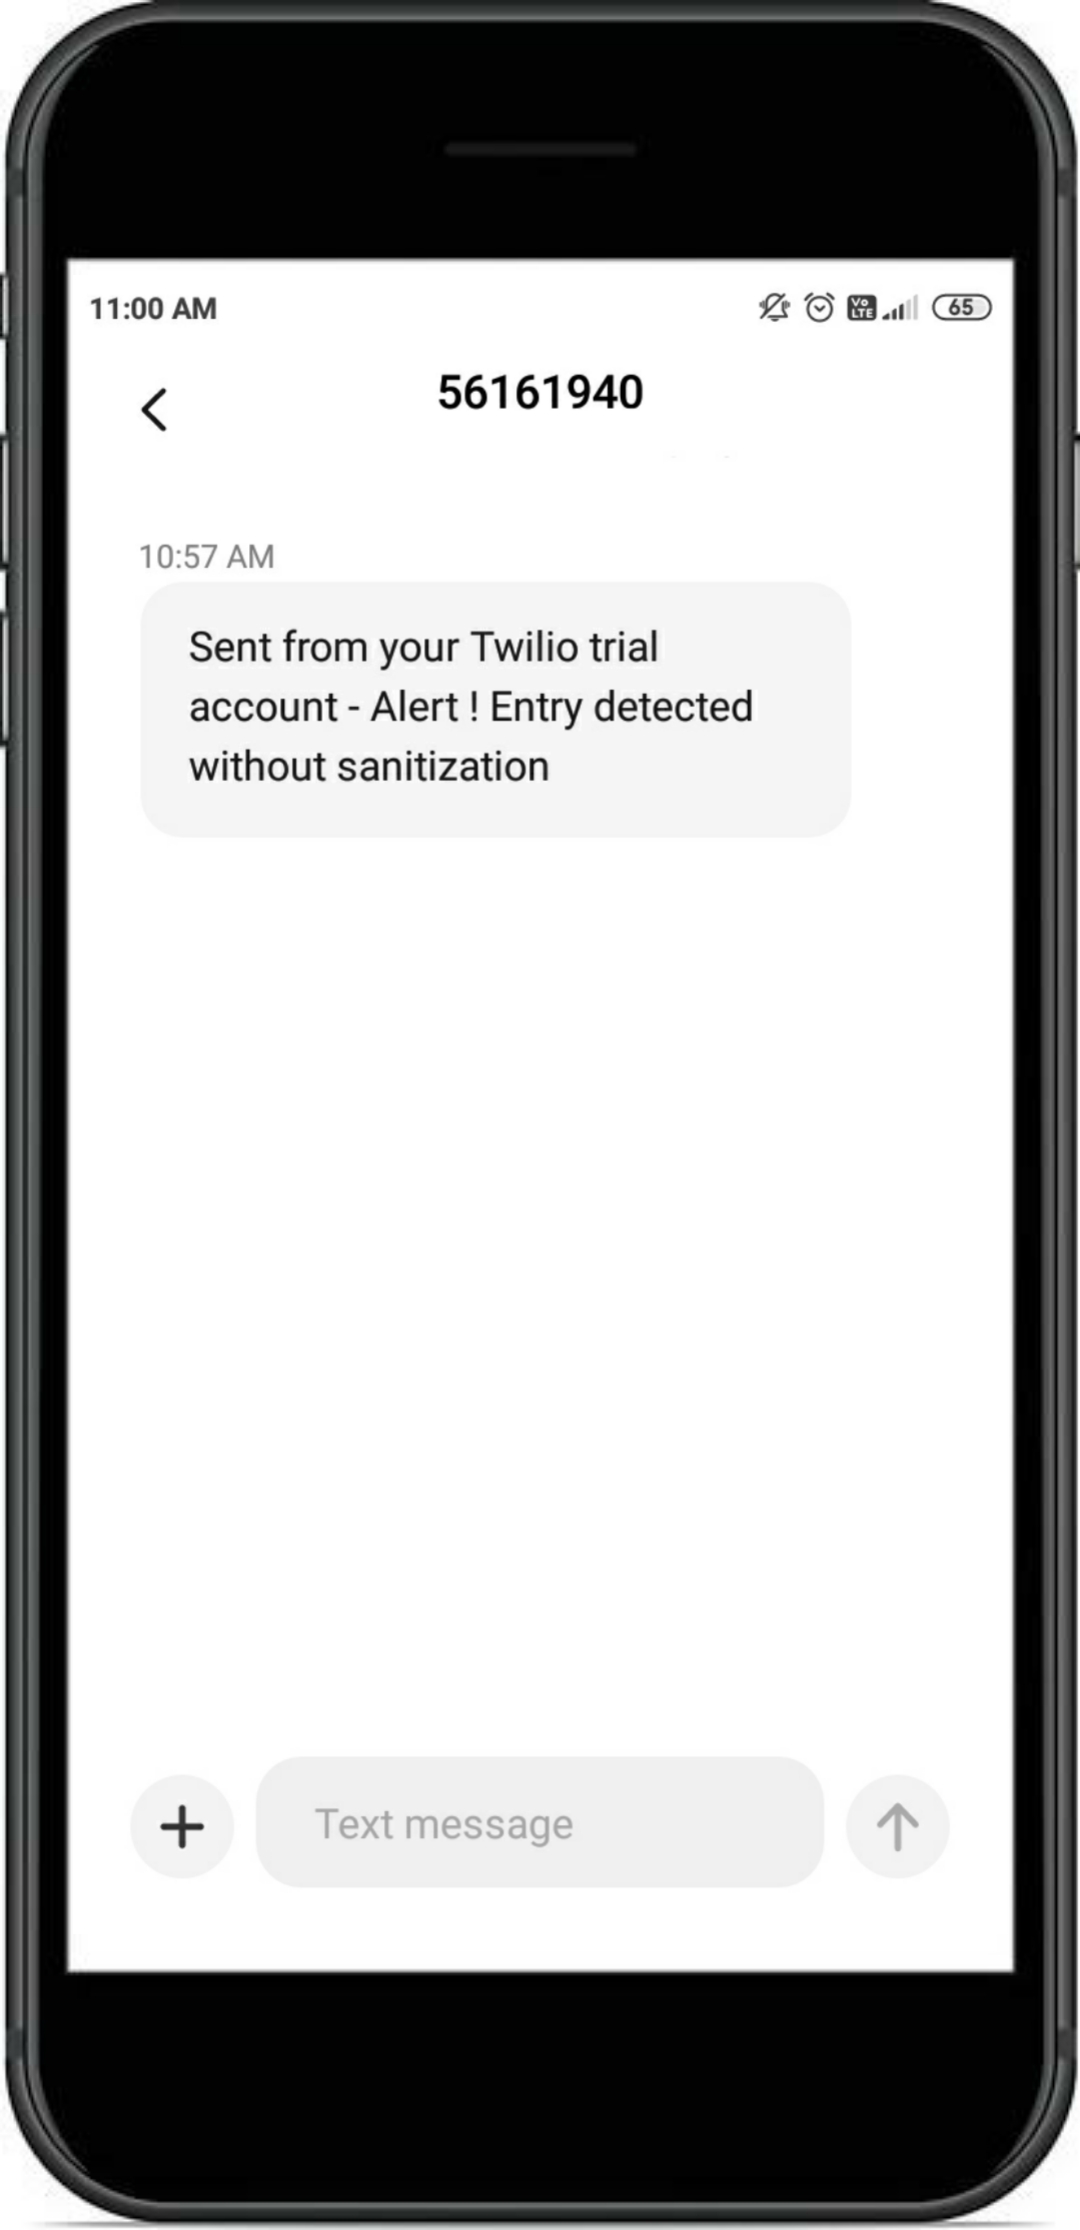 11:00 AM
Vo LTE
65
56161940
10:57 AM
Sent from your Twilio trial
account - Alert ! Entry detected
without sanitization
Text message